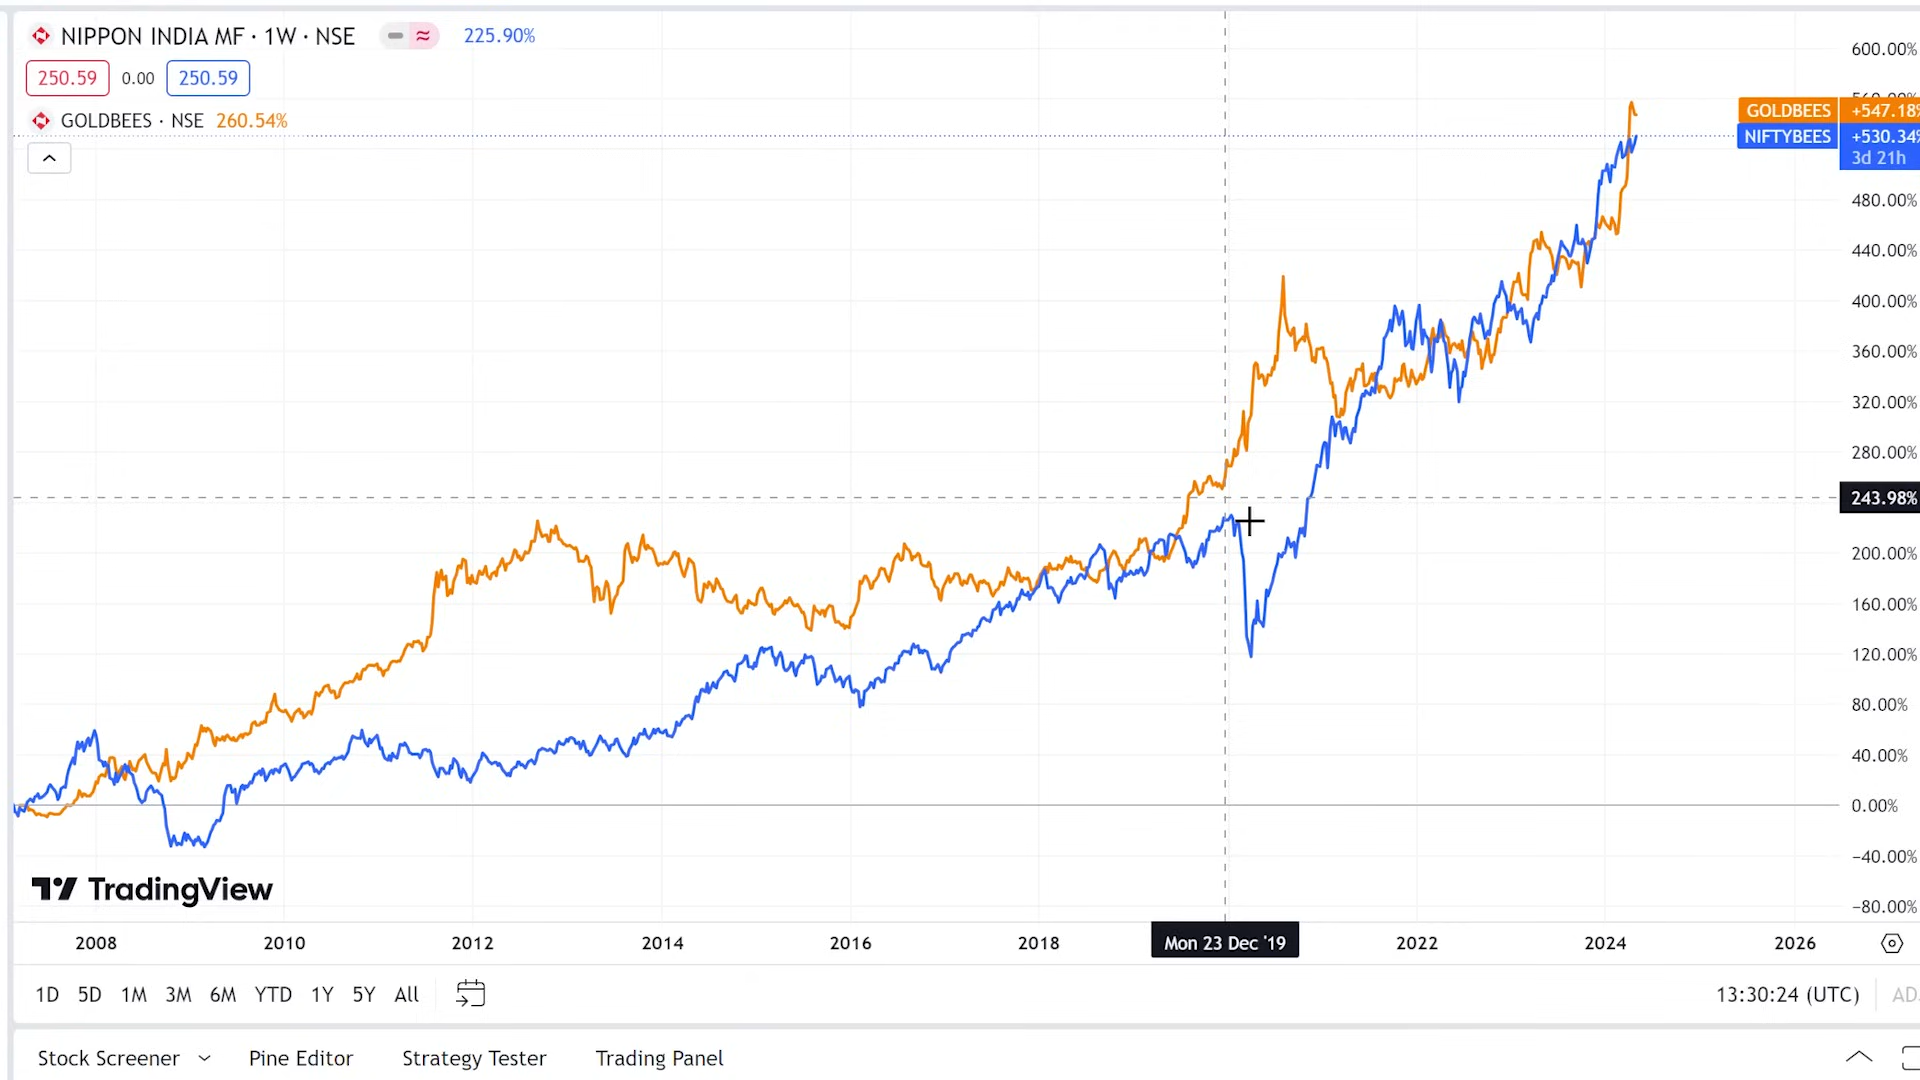 NIPPON INDIA MF · 1W · NSE 225.90%
250.59 0.00 250.59
GOLDBEES · NSE 260.54%
600.00%
GOLDBEES +547.18%
NIFTYBEES +530.34%
3d 21h
480.00%
440.00%
400.00%
360.00%
320.00%
280.00%
243.98%
200.00%
160.00%
120.00%
80.00%
40.00%
0.00%
−40.00%
−80.00%
TradingView
2008 2010 2012 2014 2016 2018 Mon 23 Dec '19 2022 2024 2026
1D 5D 1M 3M 6M YTD 1Y 5Y All 13:30:24 (UTC)
Stock Screener Pine Editor Strategy Tester Trading Panel